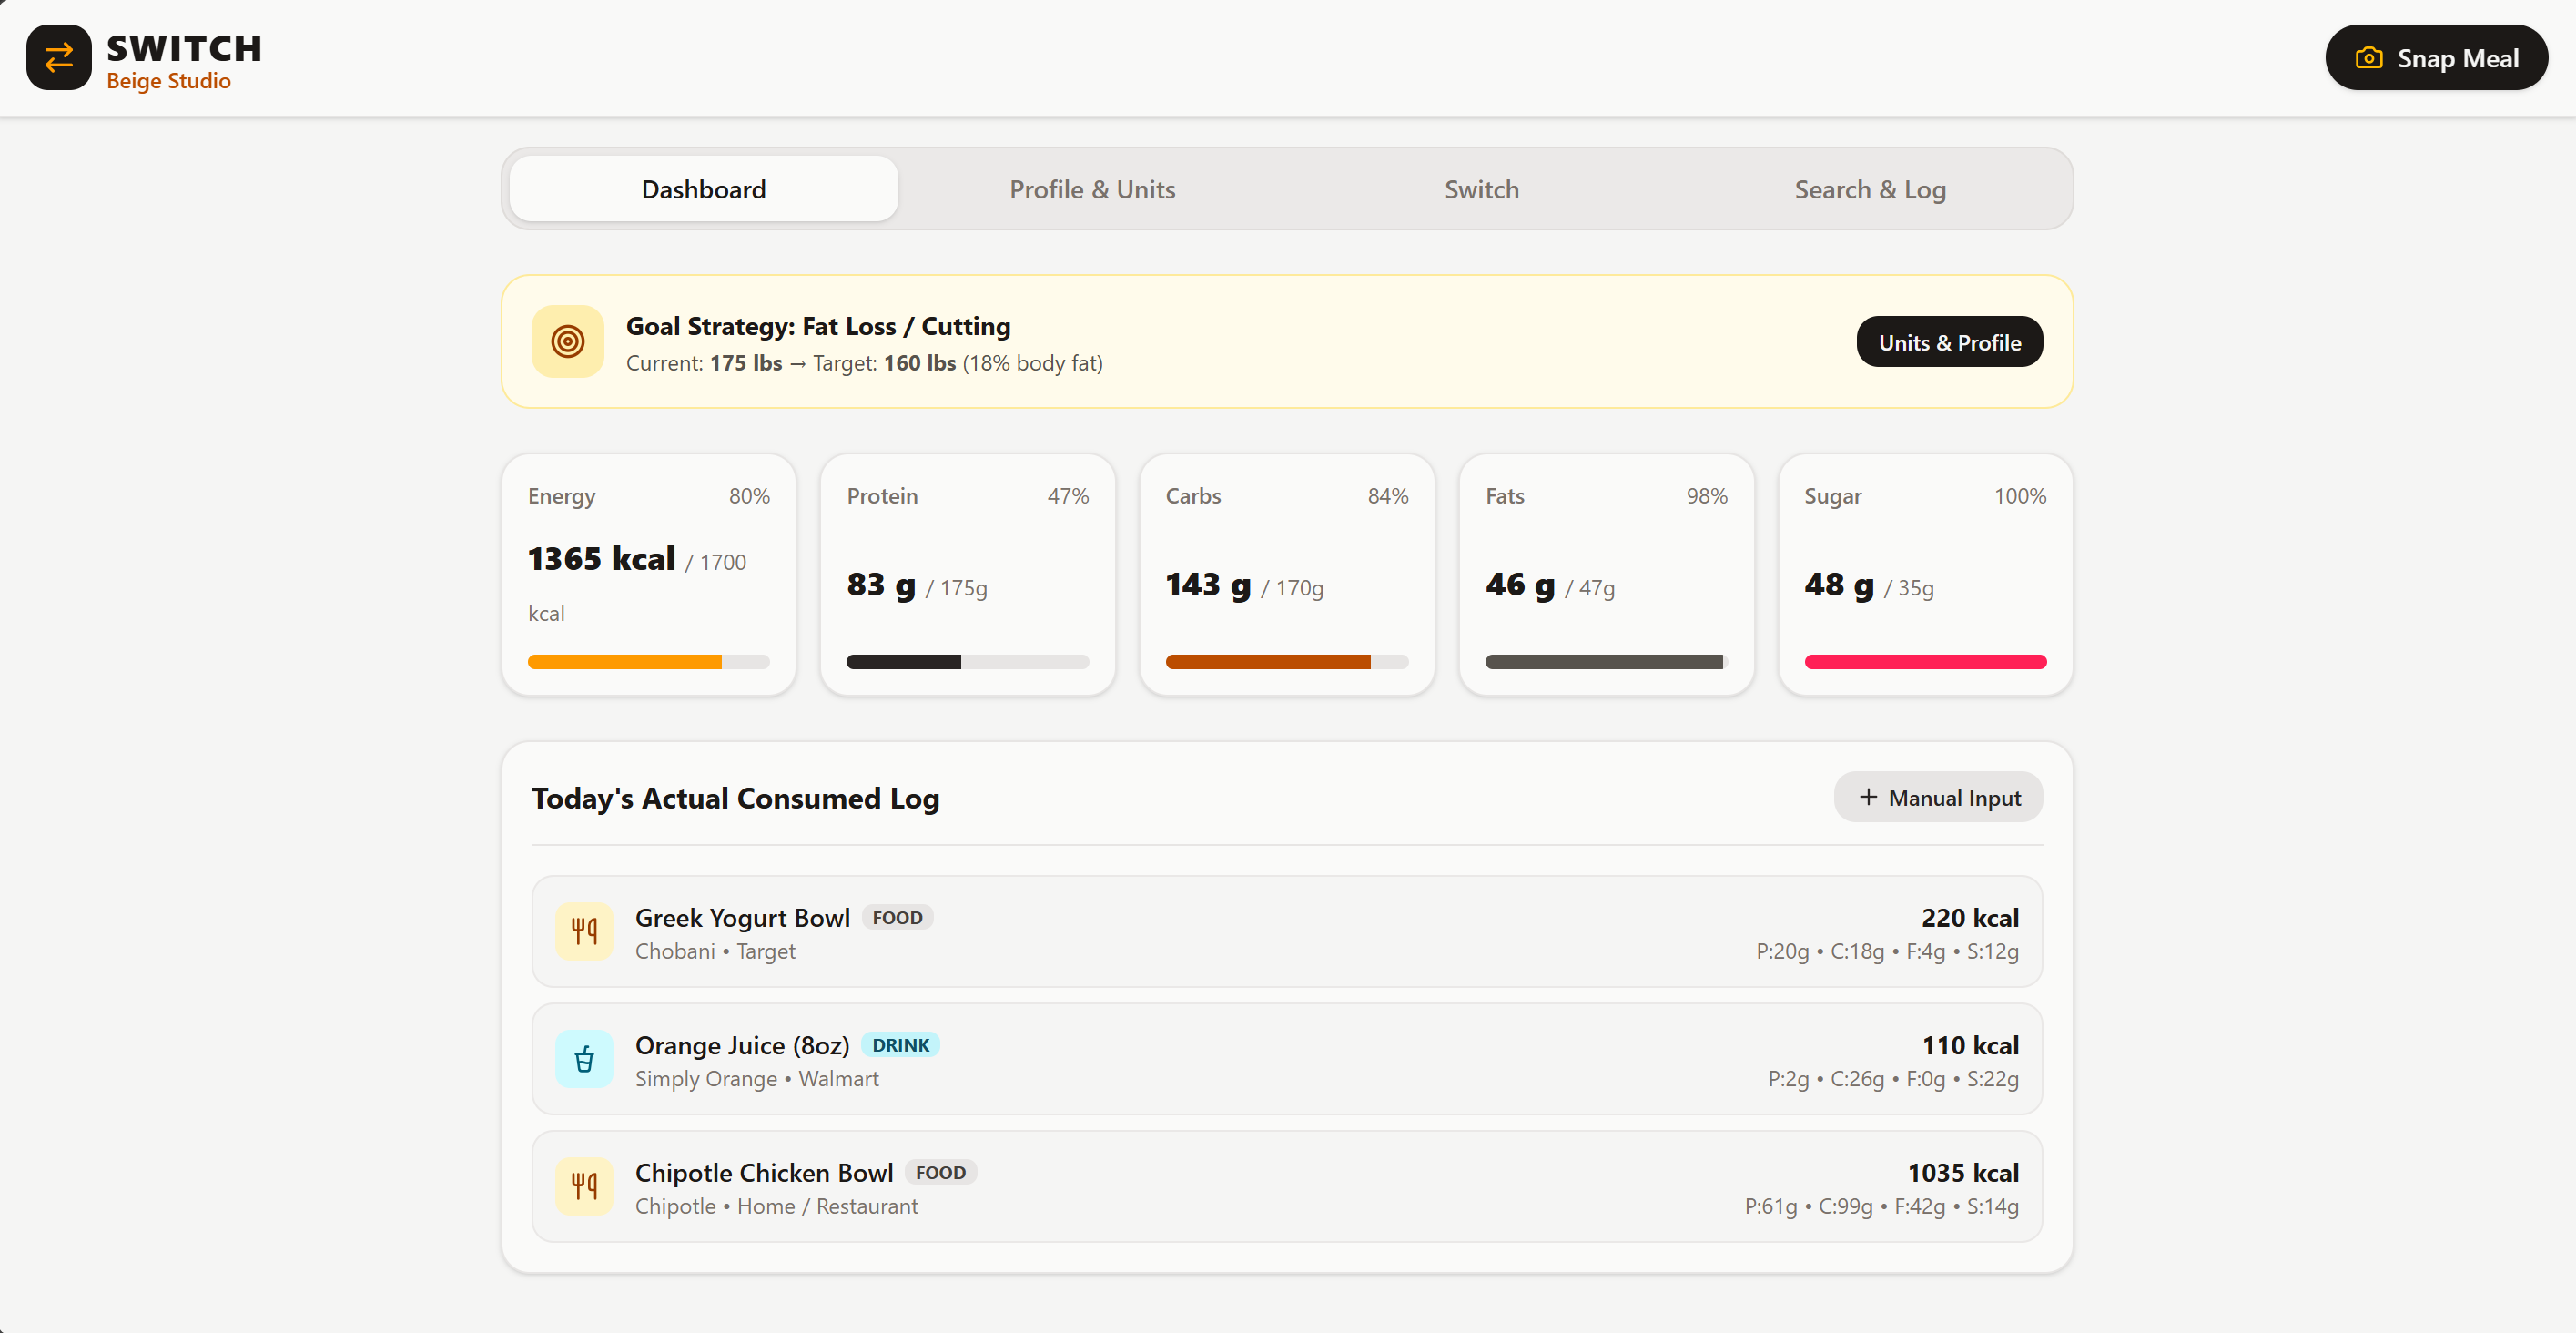 SWITCH
Beige Studio
Snap Meal
Dashboard
Profile & Units
Switch
Search & Log
Goal Strategy: Fat Loss / Cutting
Current: 175 lbs → Target: 160 lbs (18% body fat)
Units & Profile
Energy 80%
1365 kcal / 1700
kcal
Protein 47%
83 g / 175g
Carbs 84%
143 g / 170g
Fats 98%
46 g / 47g
Sugar 100%
48 g / 35g
Today's Actual Consumed Log
+ Manual Input
Greek Yogurt Bowl FOOD
Chobani • Target
220 kcal
P:20g • C:18g • F:4g • S:12g
Orange Juice (8oz) DRINK
Simply Orange • Walmart
110 kcal
P:2g • C:26g • F:0g • S:22g
Chipotle Chicken Bowl FOOD
Chipotle • Home / Restaurant
1035 kcal
P:61g • C:99g • F:42g • S:14g